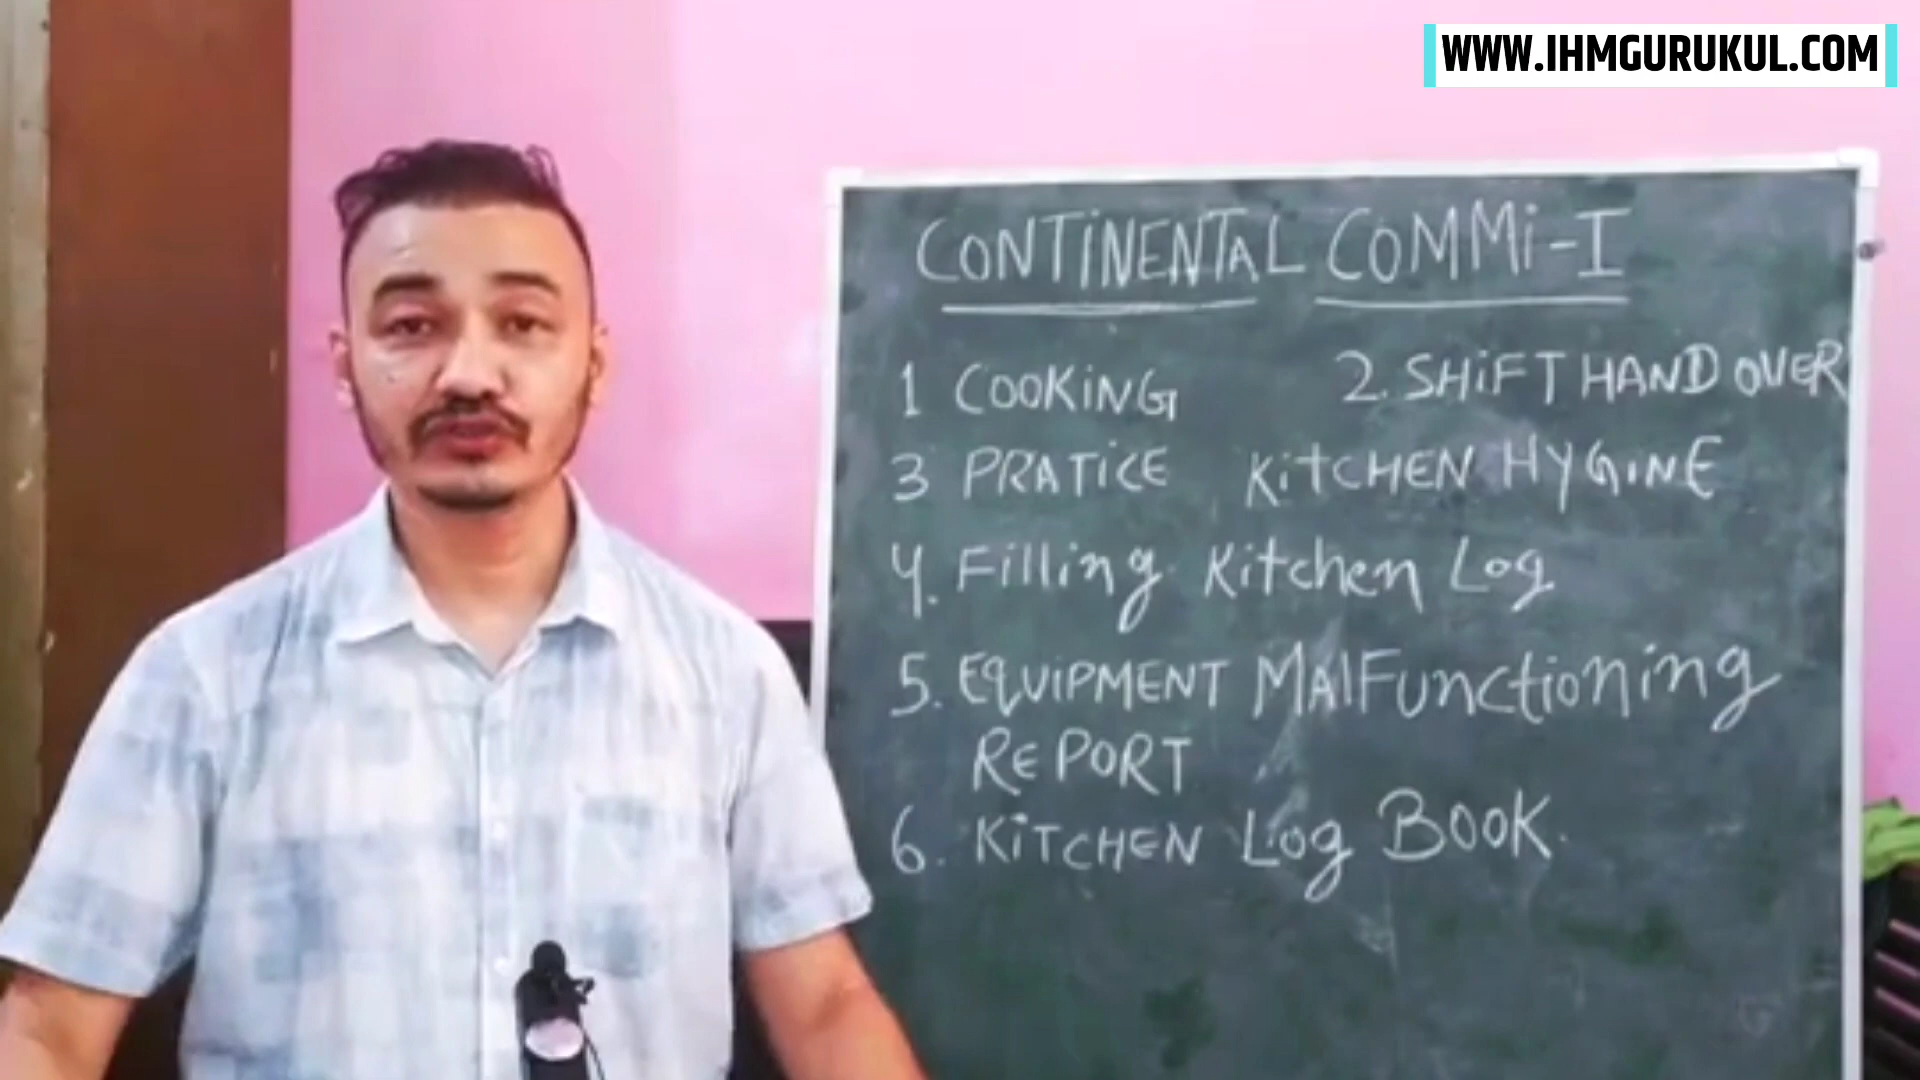 WWW.IHMGURUKUL.COM
CONTINENTAL COMMi-I
1 COOKING
2. SHiFT HAND OVER
3 PRATICE KitCHEN HYGINE
4. Filling Kitchen Log
5. EQUiPMENT MAlFunctioning
REPORT
6. KiTCHEN Log BOOK.